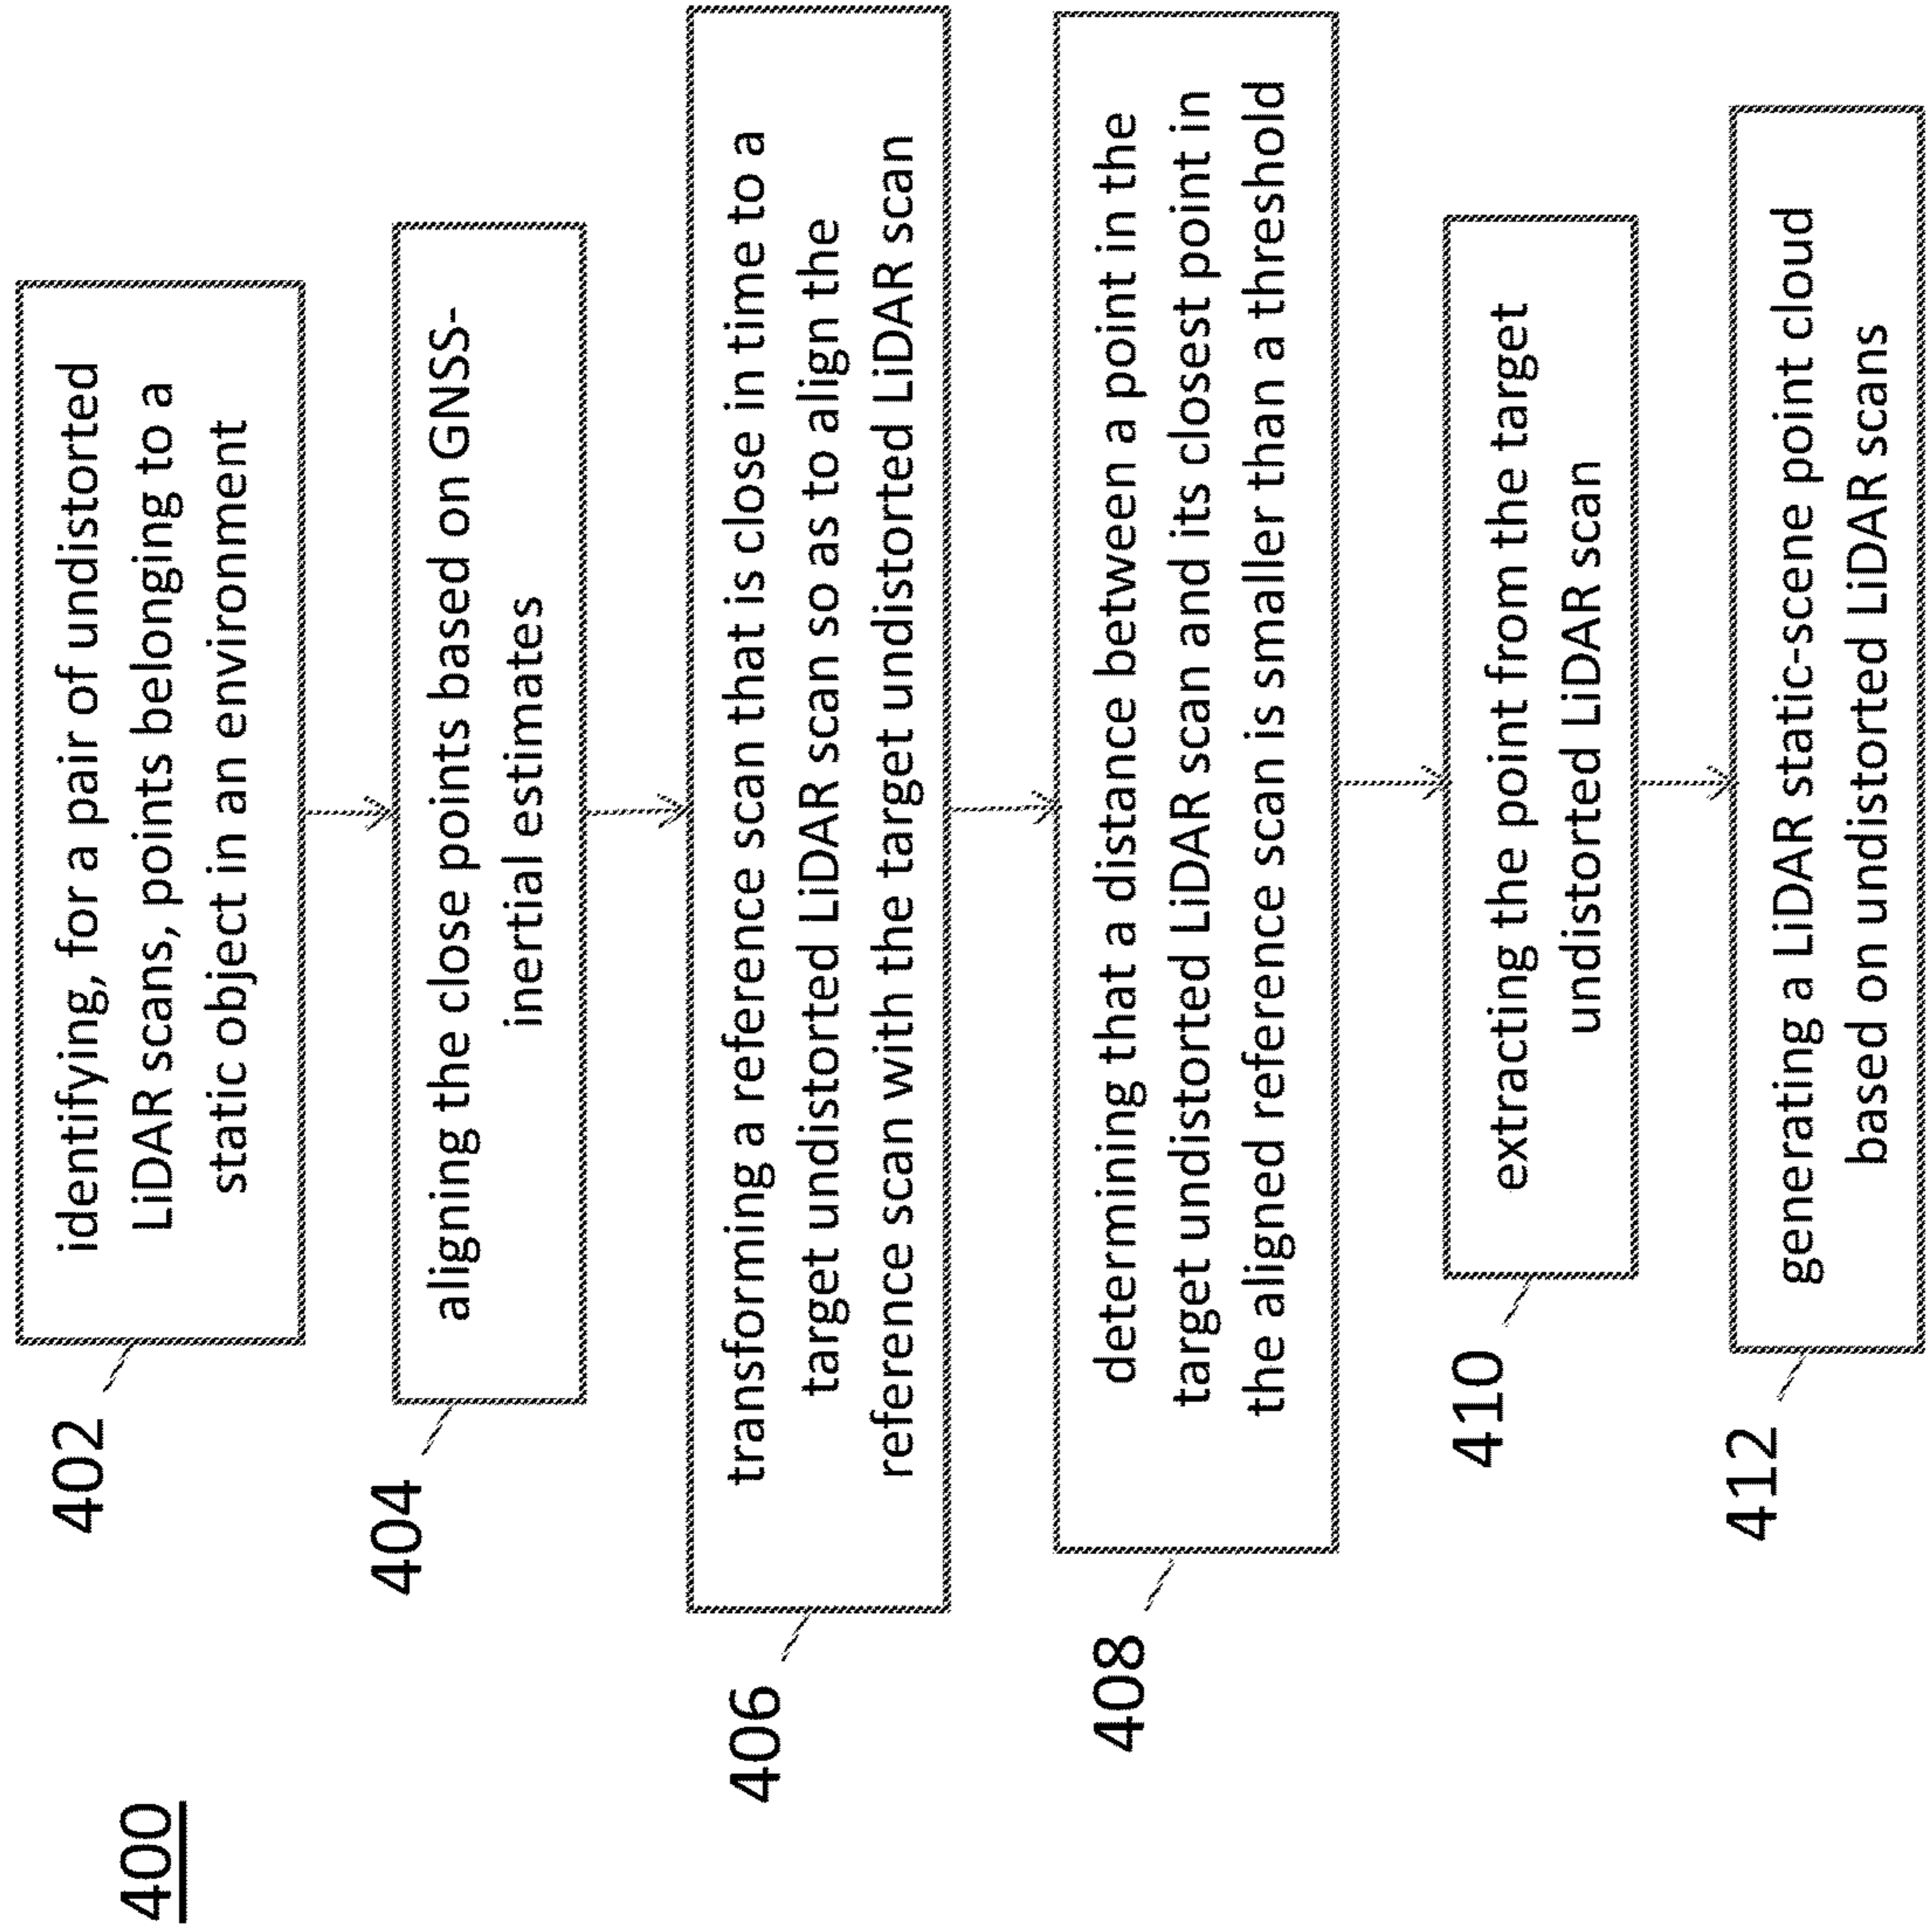 400
402
identifying, for a pair of undistorted
LiDAR scans, points belonging to a
static object in an environment
404
aligning the close points based on GNSS-
inertial estimates
406
transforming a reference scan that is close in time to a
target undistorted LiDAR scan so as to align the
reference scan with the target undistorted LiDAR scan
408
determining that a distance between a point in the
target undistorted LiDAR scan and its closest point in
the aligned reference scan is smaller than a threshold
410
extracting the point from the target
undistorted LiDAR scan
412
generating a LiDAR static-scene point cloud
based on undistorted LiDAR scans